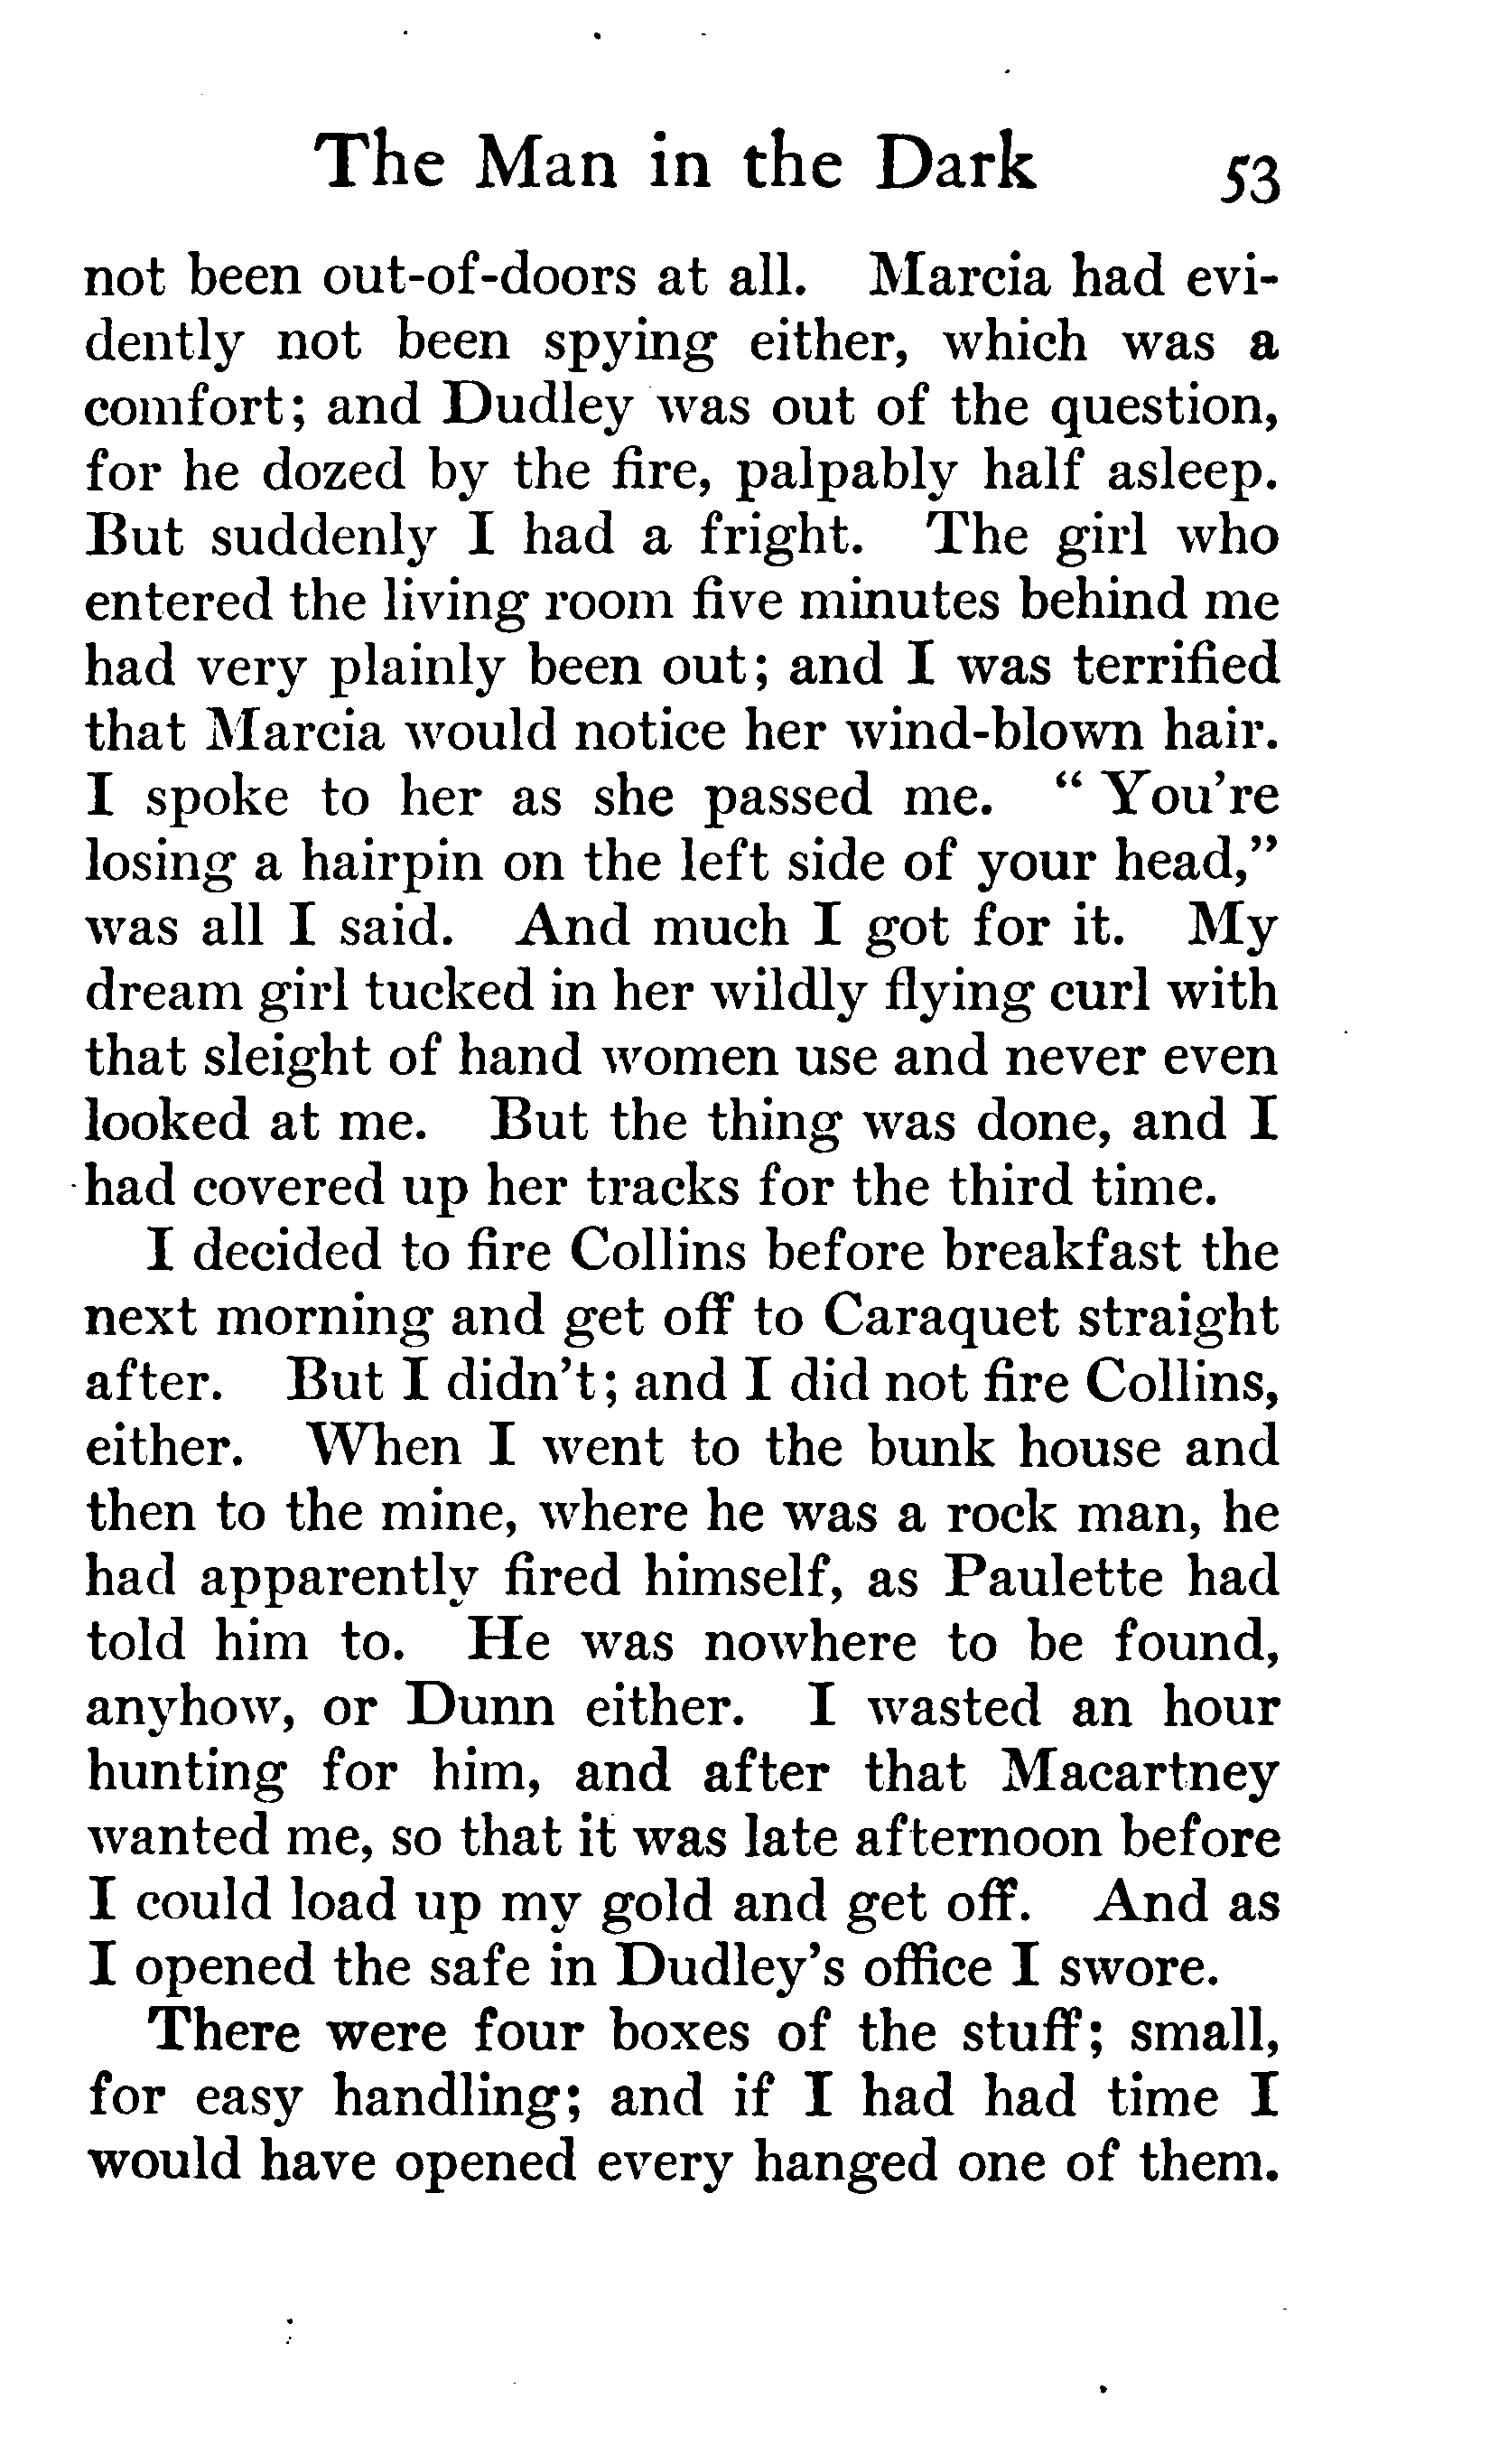 The Man in the Dark 53
not been out-of-doors at all. Marcia had evi-
dently not been spying either, which was a
comfort; and Dudley was out of the question,
for he dozed by the fire, palpably half asleep.
But suddenly I had a fright. The girl who
entered the living room five minutes behind me
had very plainly been out; and I was terrified
that Marcia would notice her wind-blown hair.
I spoke to her as she passed me. "You're
losing a hairpin on the left side of your head,"
was all I said. And much I got for it. My
dream girl tucked in her wildly flying curl with
that sleight of hand women use and never even
looked at me. But the thing was done, and I
had covered up her tracks for the third time.
I decided to fire Collins before breakfast the
next morning and get off to Caraquet straight
after. But I didn't; and I did not fire Collins,
either. When I went to the bunk house and
then to the mine, where he was a rock man, he
had apparently fired himself, as Paulette had
told him to. He was nowhere to be found,
anyhow, or Dunn either. I wasted an hour
hunting for him, and after that Macartney
wanted me, so that it was late afternoon before
I could load up my gold and get off. And as
I opened the safe in Dudley's office I swore.
There were four boxes of the stuff; small,
for easy handling; and if I had had time I
would have opened every hanged one of them.